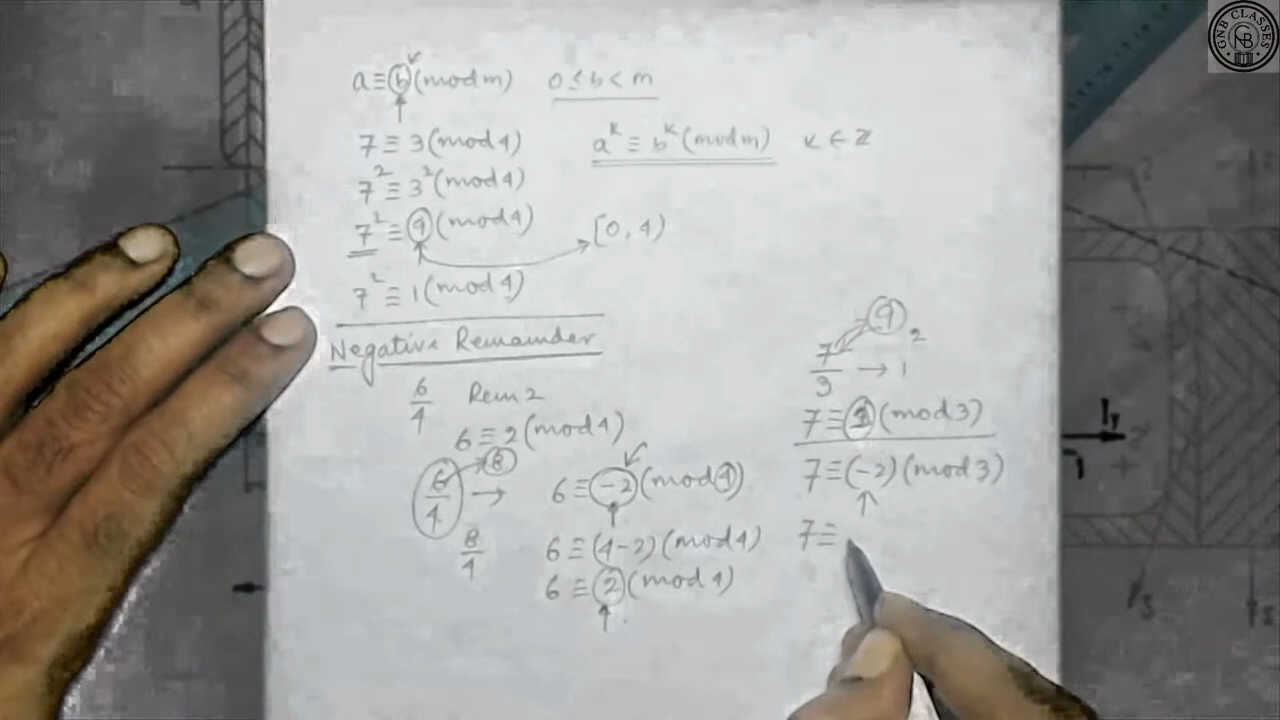 GNB CLASSES
NB
a ≡ b (mod m) 0 ≤ b < m
7 ≡ 3 (mod 4) a^k ≡ b^k (mod m) k ∈ Z
7^2 ≡ 3^2 (mod 4)
7^2 ≡ 9 (mod 4) [0, 4)
7^2 ≡ 1 (mod 4)
Negative Remainder
6/4 Rem 2
6 ≡ 2 (mod 4)
6/4 → 8
8/4
6 ≡ -2 (mod 4)
6 ≡ (4-2) (mod 4)
6 ≡ 2 (mod 4)
9 2
7/3 → 1
7 ≡ 1 (mod 3)
7 ≡ (-2) (mod 3)
7 ≡